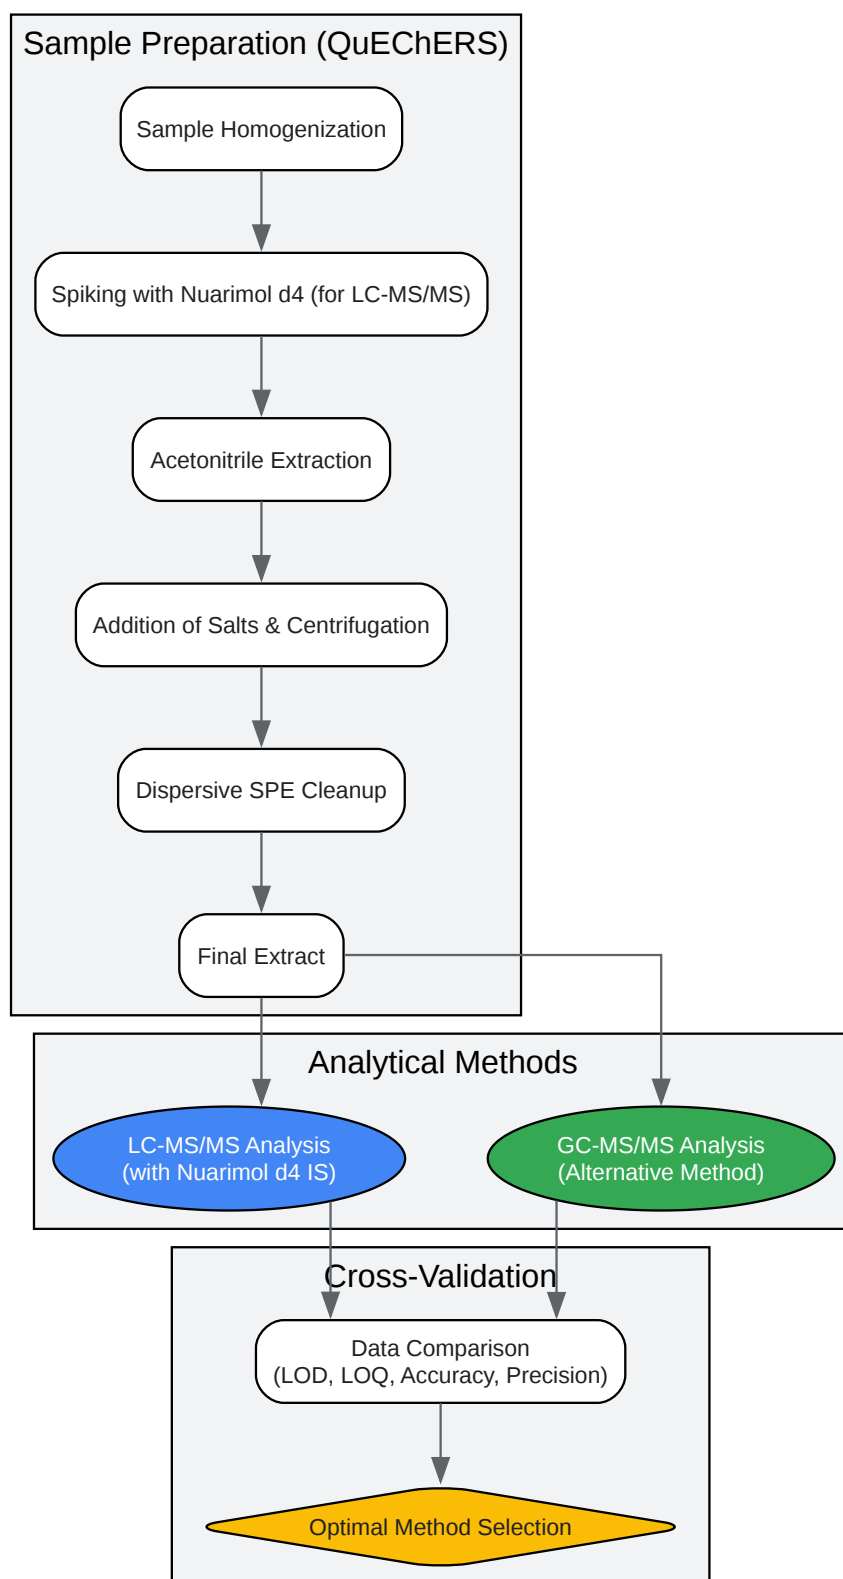 Sample Preparation (QuEChERS)
Sample Homogenization
Spiking with Nuarimol d4 (for LC-MS/MS)
Acetonitrile Extraction
Addition of Salts & Centrifugation
Dispersive SPE Cleanup
Final Extract
Analytical Methods
LC-MS/MS Analysis
(with Nuarimol d4 IS)
GC-MS/MS Analysis
(Alternative Method)
Cross-Validation
Data Comparison
(LOD, LOQ, Accuracy, Precision)
Optimal Method Selection